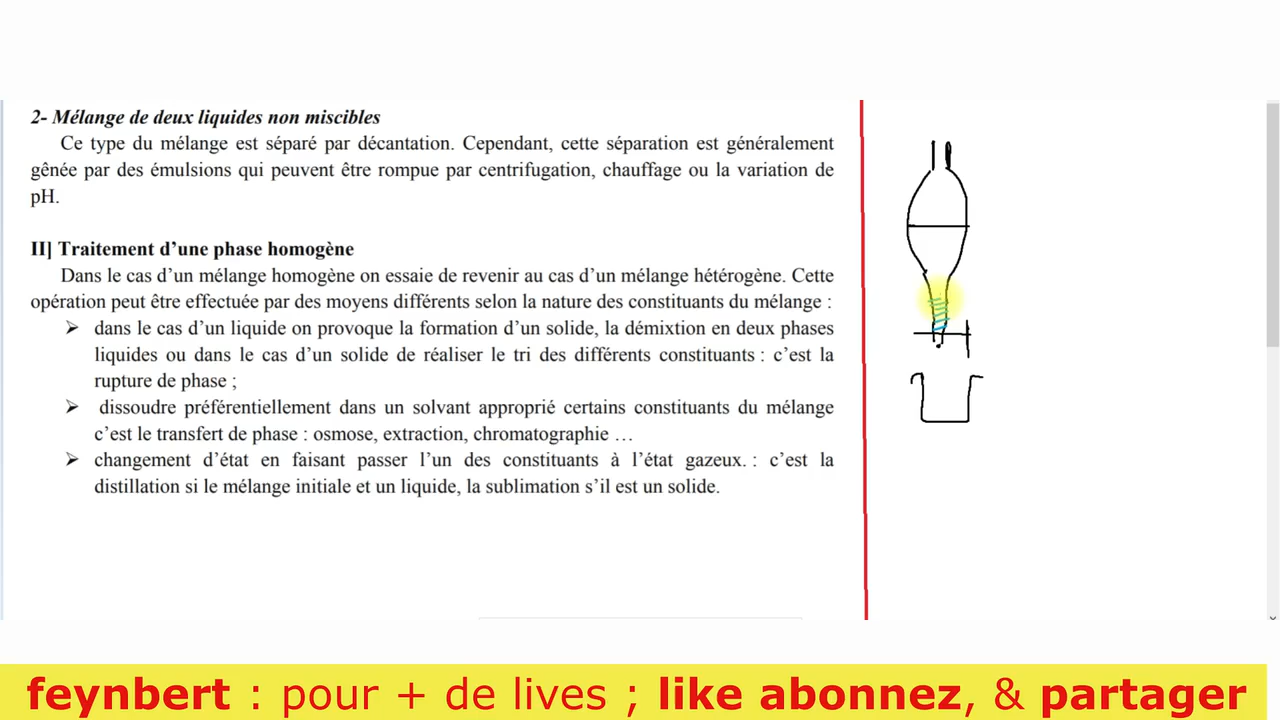 2- Mélange de deux liquides non miscibles
Ce type du mélange est séparé par décantation. Cependant, cette séparation est généralement
gênée par des émulsions qui peuvent être rompue par centrifugation, chauffage ou la variation de
pH.
II] Traitement d’une phase homogène
Dans le cas d’un mélange homogène on essaie de revenir au cas d’un mélange hétérogène. Cette
opération peut être effectuée par des moyens différents selon la nature des constituants du mélange :
➢ dans le cas d’un liquide on provoque la formation d’un solide, la démixtion en deux phases
liquides ou dans le cas d’un solide de réaliser le tri des différents constituants : c’est la
rupture de phase ;
➢ dissoudre préférentiellement dans un solvant approprié certains constituants du mélange
c’est le transfert de phase : osmose, extraction, chromatographie …
➢ changement d’état en faisant passer l’un des constituants à l’état gazeux. : c’est la
distillation si le mélange initiale et un liquide, la sublimation s’il est un solide.
feynbert : pour + de lives ; like abonnez, & partager